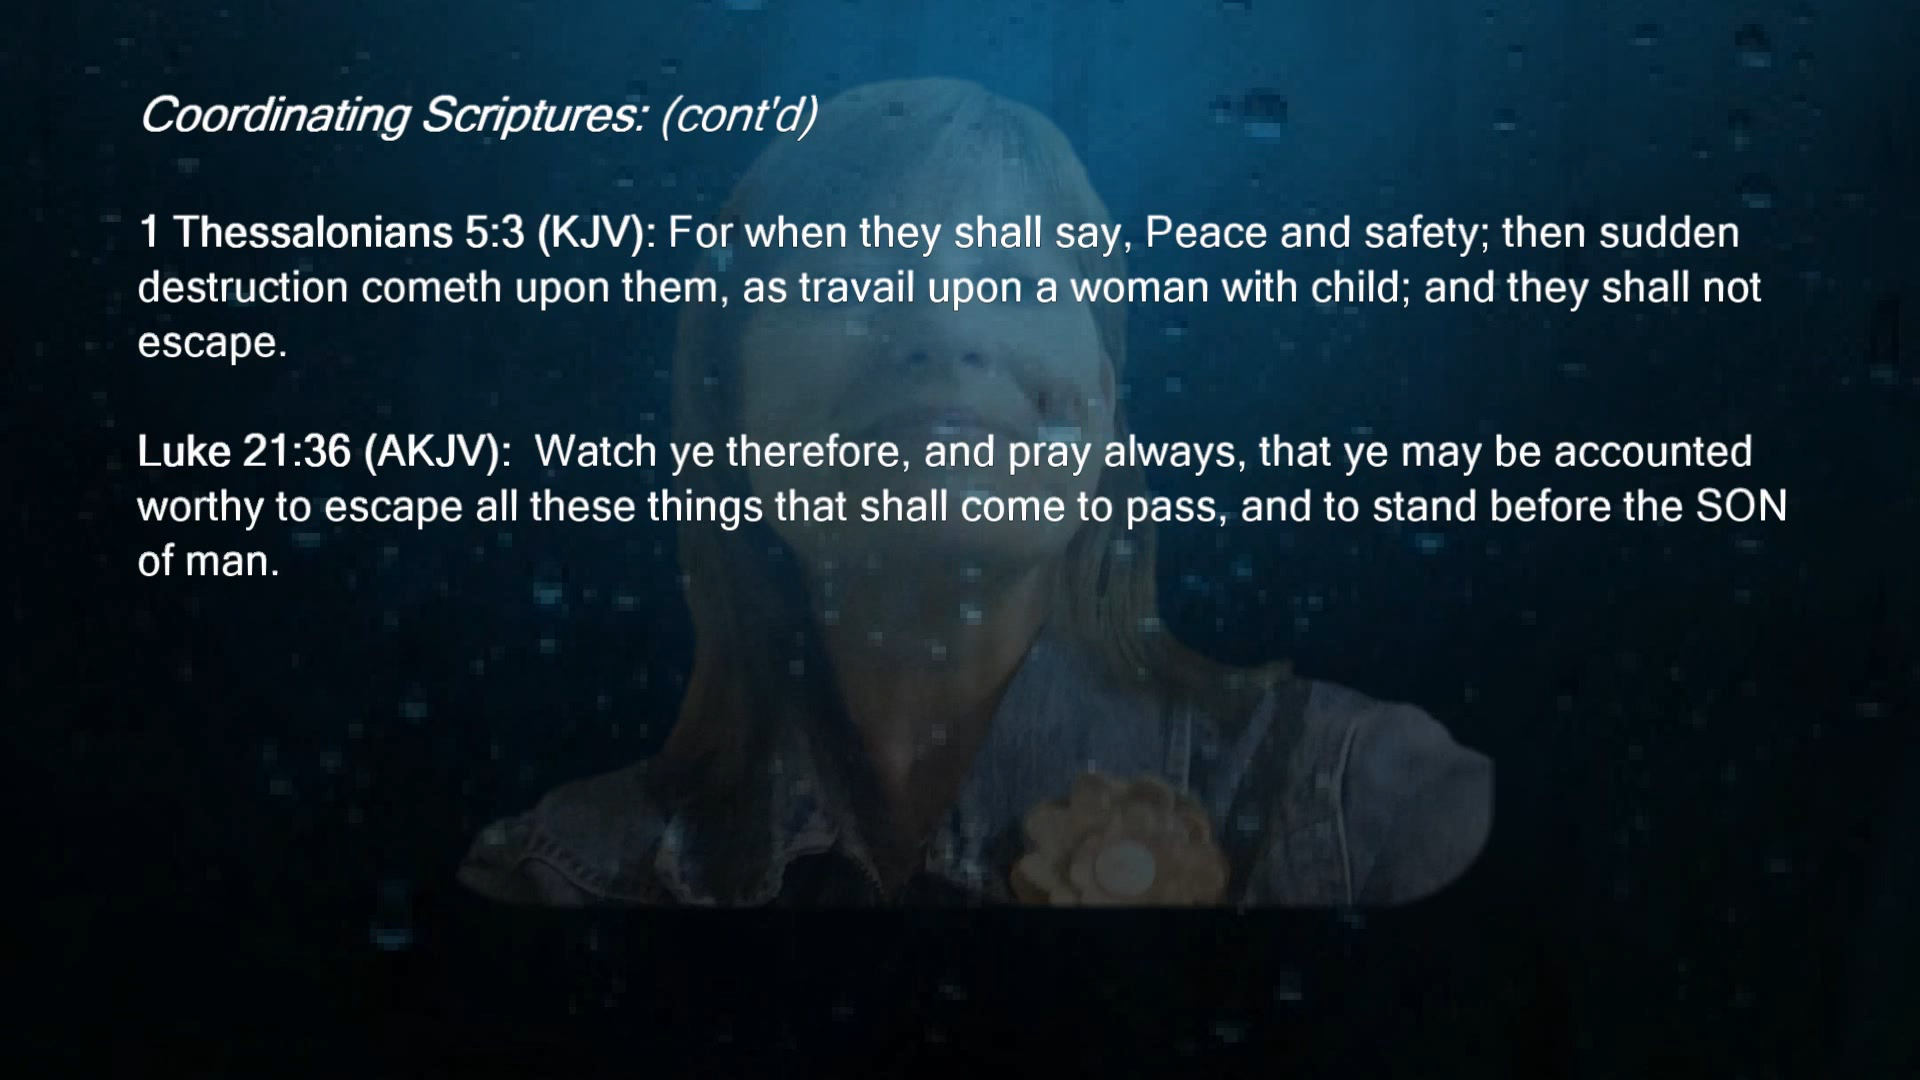 Coordinating Scriptures: (cont'd)
1 Thessalonians 5:3 (KJV): For when they shall say, Peace and safety; then sudden
destruction cometh upon them, as travail upon a woman with child; and they shall not
escape.
Luke 21:36 (AKJV):  Watch ye therefore, and pray always, that ye may be accounted
worthy to escape all these things that shall come to pass, and to stand before the SON
of man.